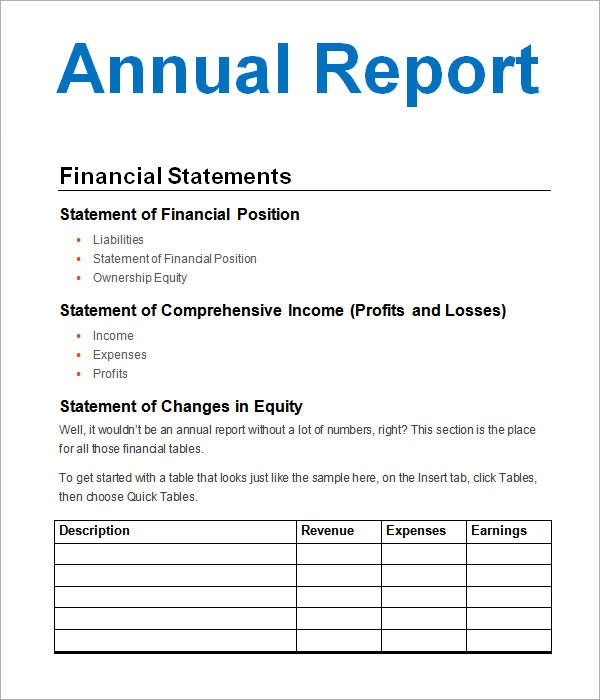 Annual Report
Financial Statements
Statement of Financial Position
• Liabilities
• Statement of Financial Position
• Ownership Equity
Statement of Comprehensive Income (Profits and Losses)
• Income
• Expenses
• Profits
Statement of Changes in Equity
Well, it wouldn't be an annual report without a lot of numbers, right? This section is the place
for all those financial tables.
To get started with a table that looks just like the sample here, on the Insert tab, click Tables,
then choose Quick Tables.
Description Revenue Expenses Earnings